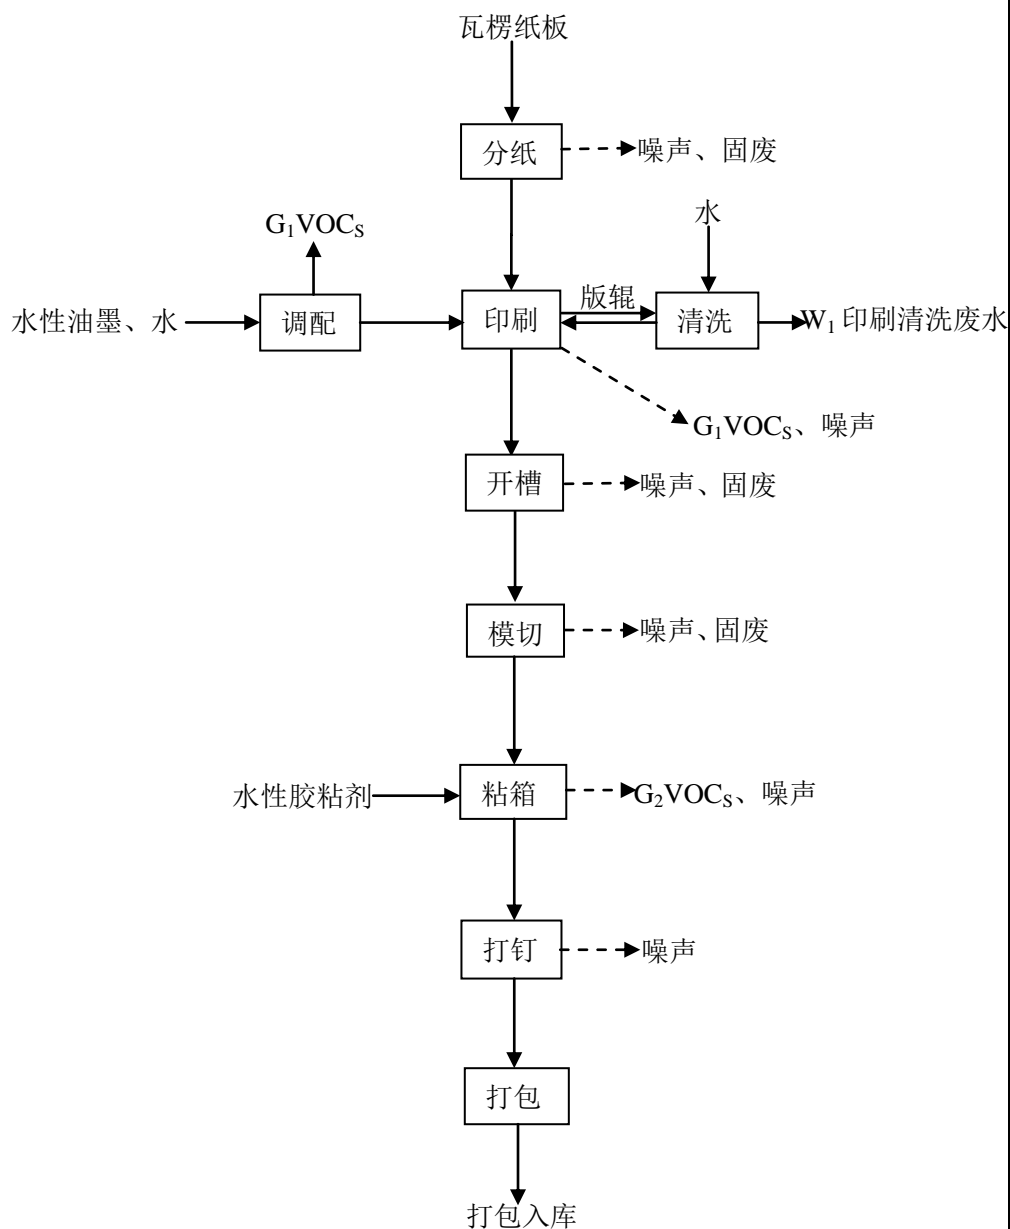 瓦楞纸板
分纸
噪声、固废
水
G₁VOCS
版辊
水性油墨、水
调配
印刷
清洗
W₁印刷清洗废水
G₁VOCS、噪声
开槽
噪声、固废
模切
噪声、固废
水性胶粘剂
粘箱
G₂VOCS、噪声
打钉
噪声
打包
打包入库